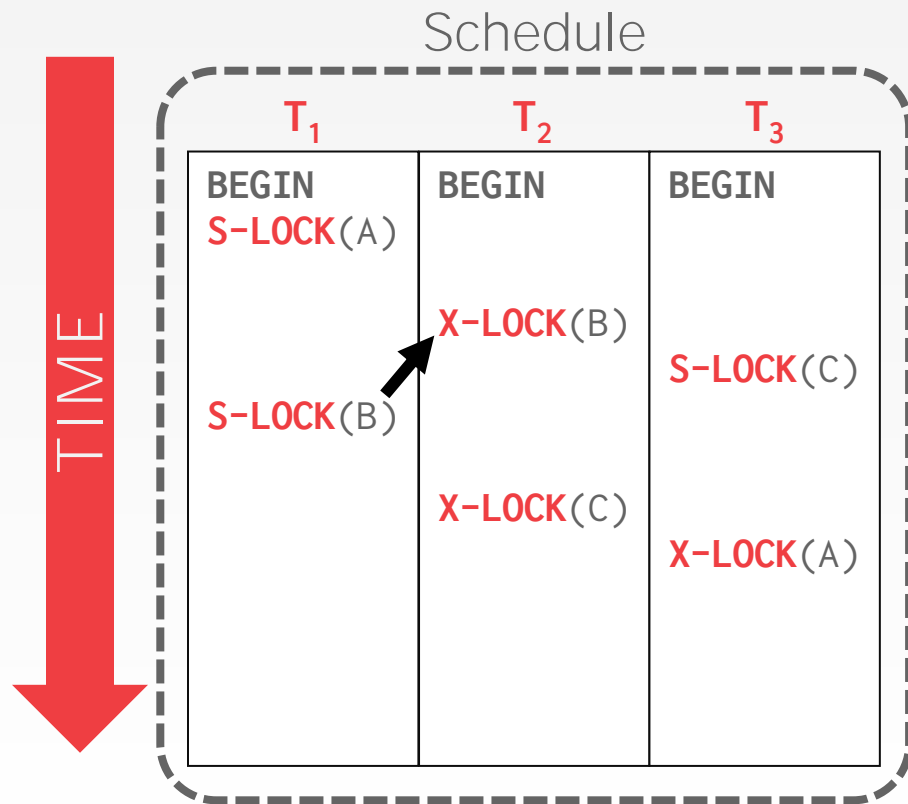 Schedule
TIME
T₁ T₂ T₃
BEGIN BEGIN BEGIN
S-LOCK(A)
X-LOCK(B)
S-LOCK(C)
S-LOCK(B)
X-LOCK(C)
X-LOCK(A)